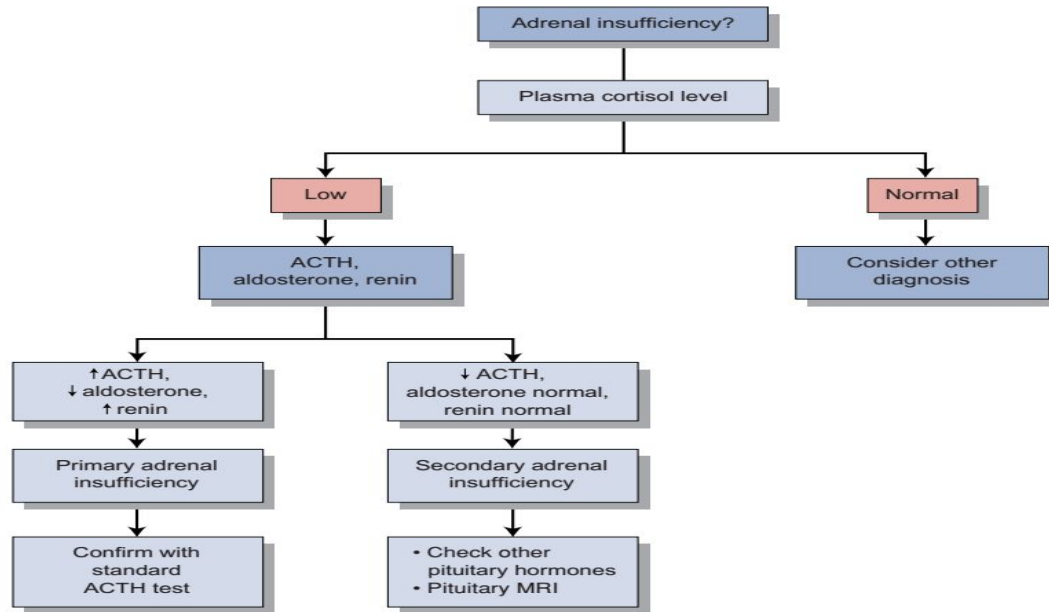 Adrenal insufficiency?
Plasma cortisol level
Low
Normal
ACTH,
aldosterone, renin
Consider other
diagnosis
↑ACTH,
↓ aldosterone,
↑ renin
↓ ACTH,
aldosterone normal,
renin normal
Primary adrenal
insufficiency
Secondary adrenal
insufficiency
Confirm with
standard
ACTH test
• Check other
pituitary hormones
• Pituitary MRI